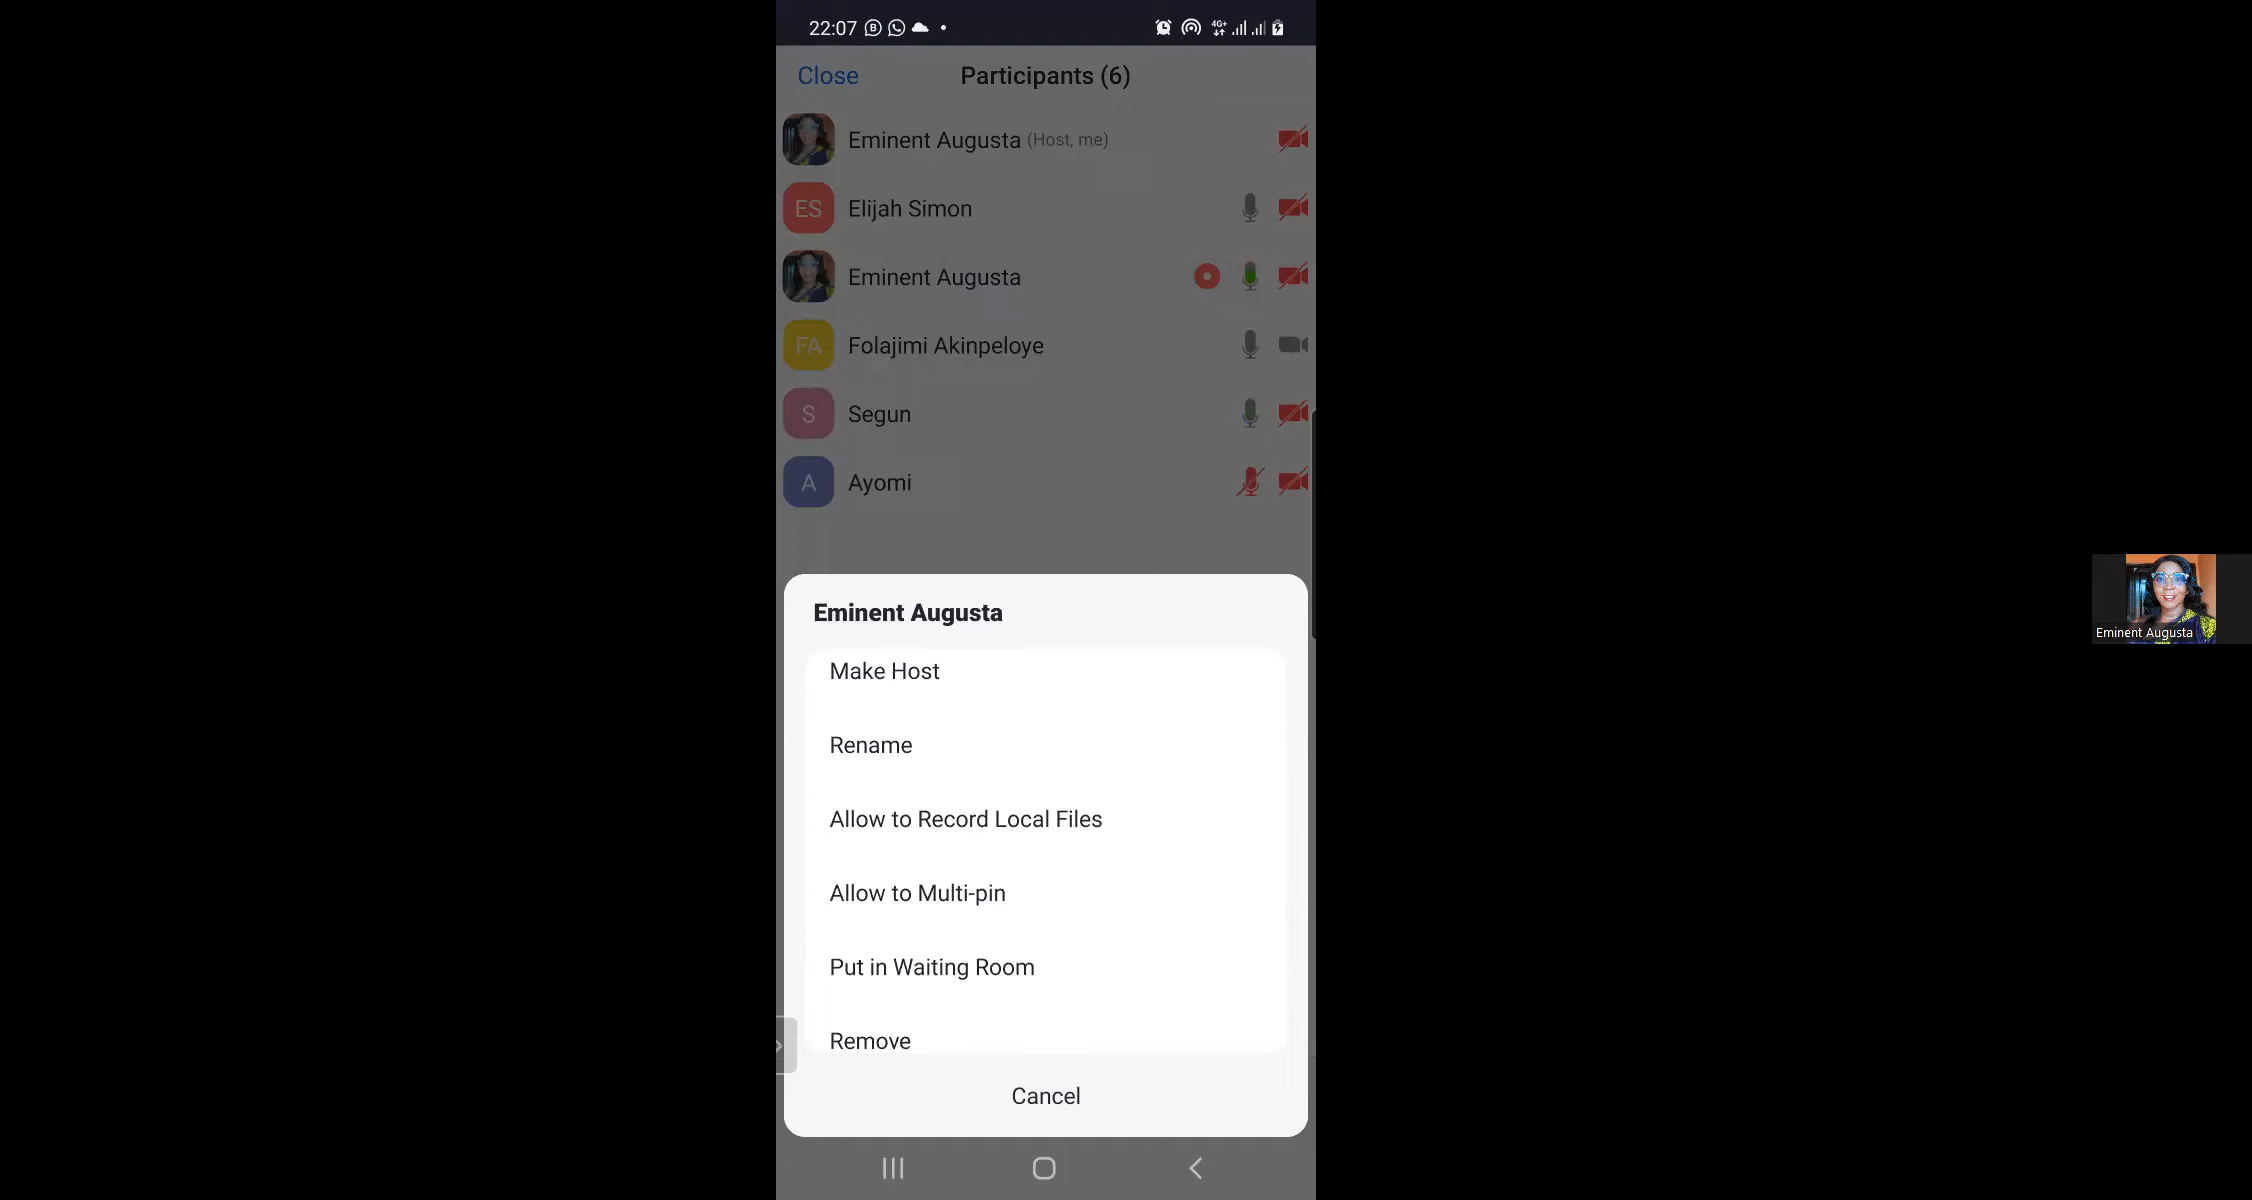 22:07
4G+
Close Participants (6)
Eminent Augusta (Host, me)
ES Elijah Simon
Eminent Augusta
FA Folajimi Akinpeloye
S Segun
A Ayomi
Eminent Augusta
Make Host
Rename
Allow to Record Local Files
Allow to Multi-pin
Put in Waiting Room
Remove
Cancel
Eminent Augusta